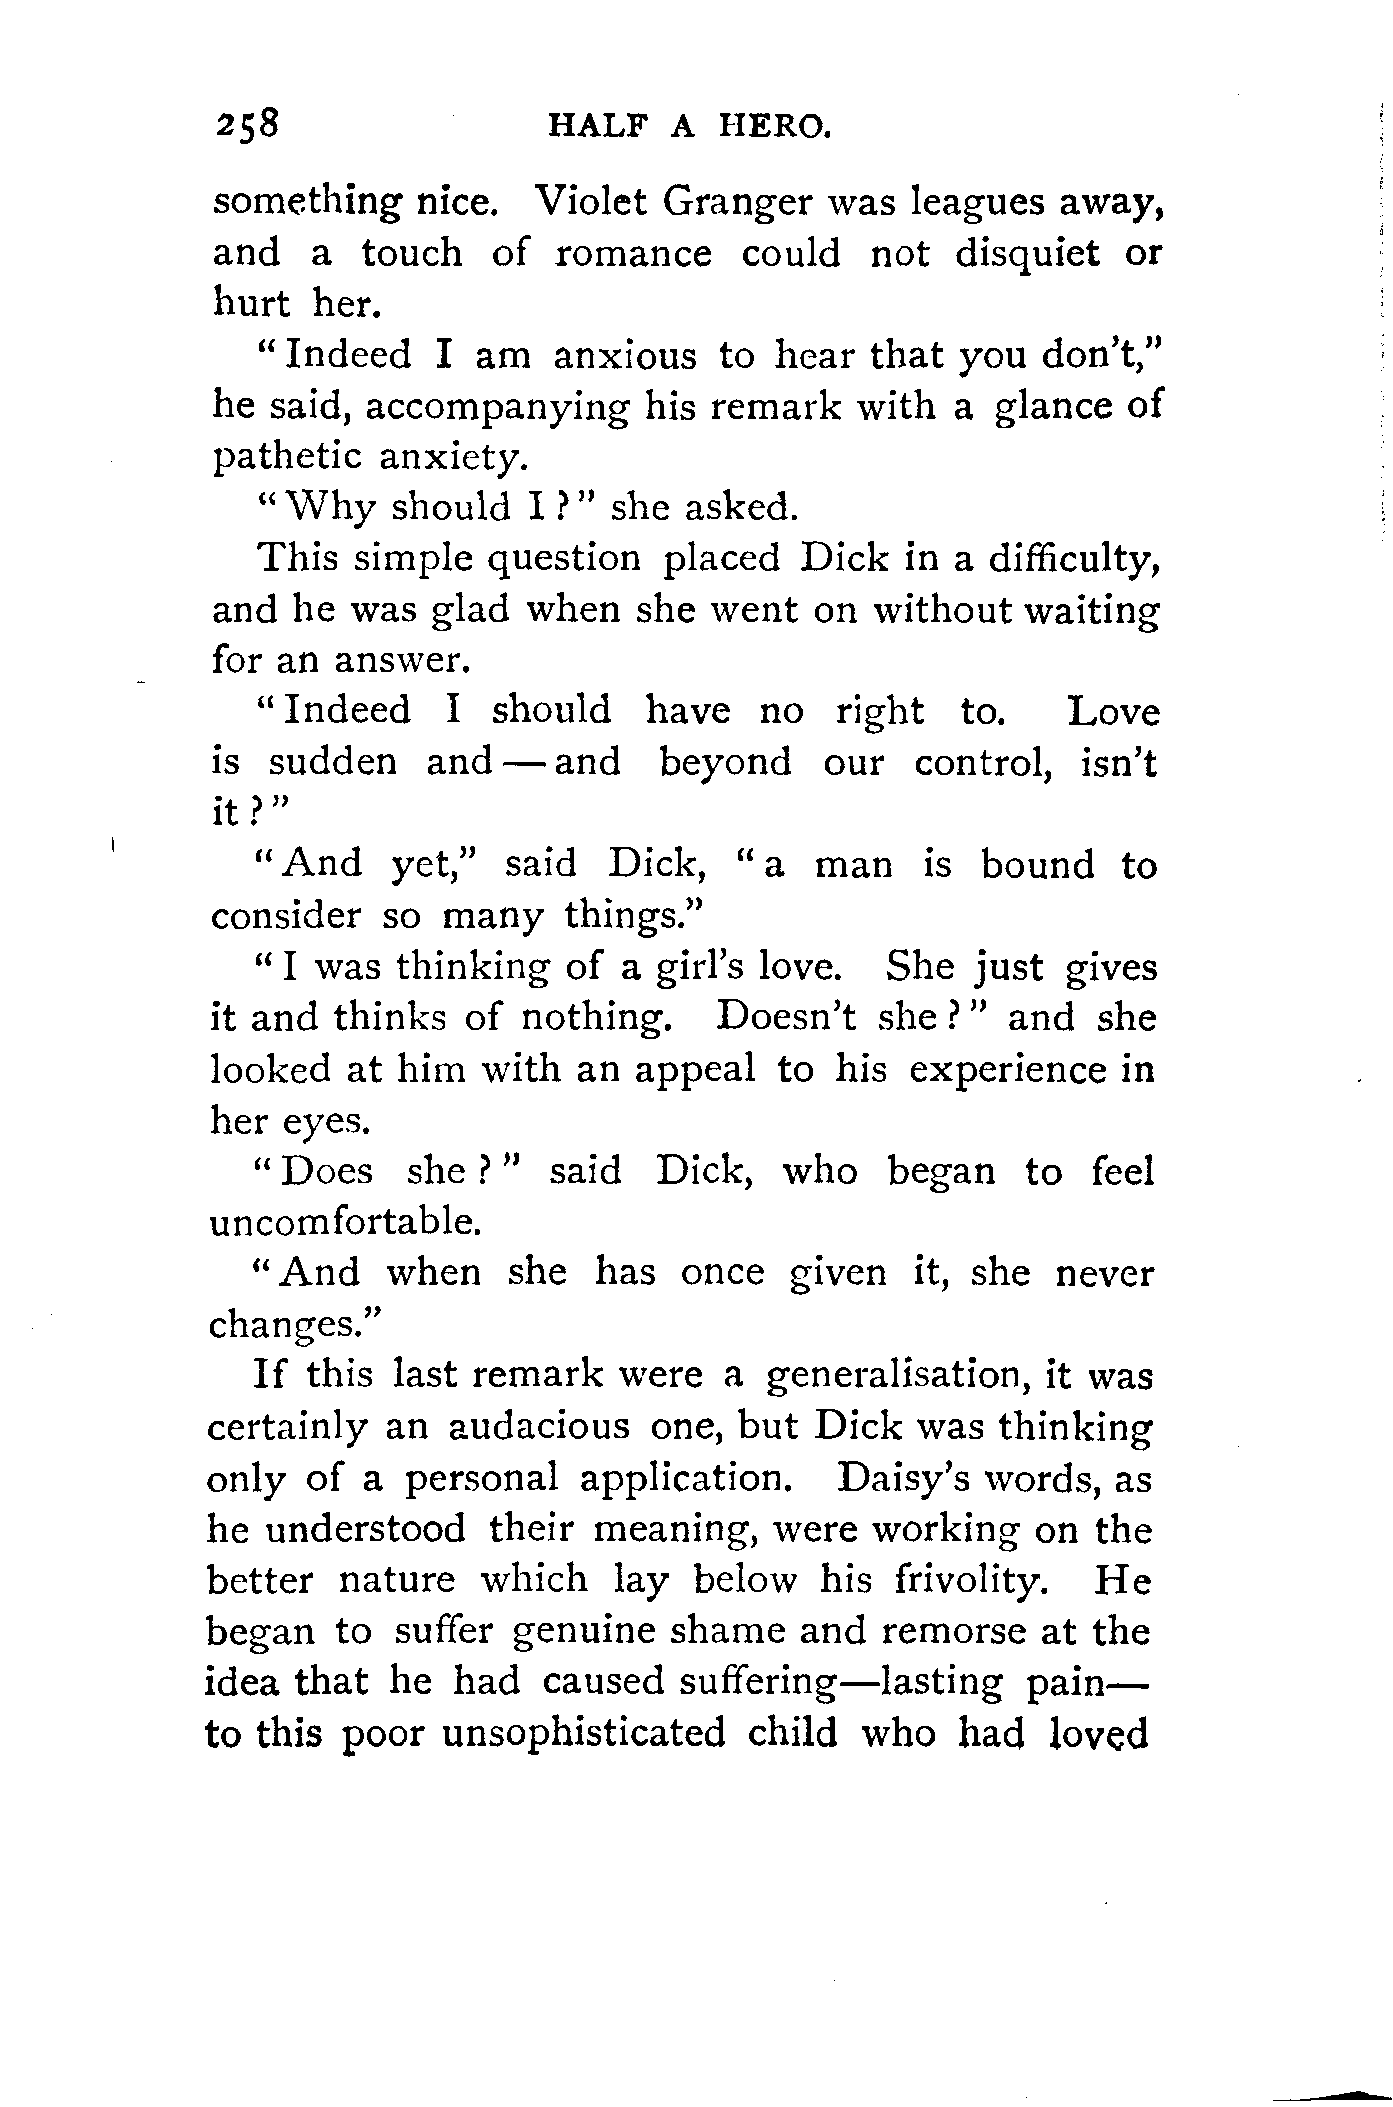 258 HALF A HERO.
something nice. Violet Granger was leagues away,
and a touch of romance could not disquiet or
hurt her.
“Indeed I am anxious to hear that you don’t,”
he said, accompanying his remark with a glance of
pathetic anxiety.
“Why should I?” she asked.
This simple question placed Dick in a difficulty,
and he was glad when she went on without waiting
for an answer.
“Indeed I should have no right to. Love
is sudden and—and beyond our control, isn’t
it?”
“And yet,” said Dick, “a man is bound to
consider so many things.”
“I was thinking of a girl’s love. She just gives
it and thinks of nothing. Doesn’t she?” and she
looked at him with an appeal to his experience in
her eyes.
“Does she?” said Dick, who began to feel
uncomfortable.
“And when she has once given it, she never
changes.”
If this last remark were a generalisation, it was
certainly an audacious one, but Dick was thinking
only of a personal application. Daisy’s words, as
he understood their meaning, were working on the
better nature which lay below his frivolity. He
began to suffer genuine shame and remorse at the
idea that he had caused suffering—lasting pain—
to this poor unsophisticated child who had loved